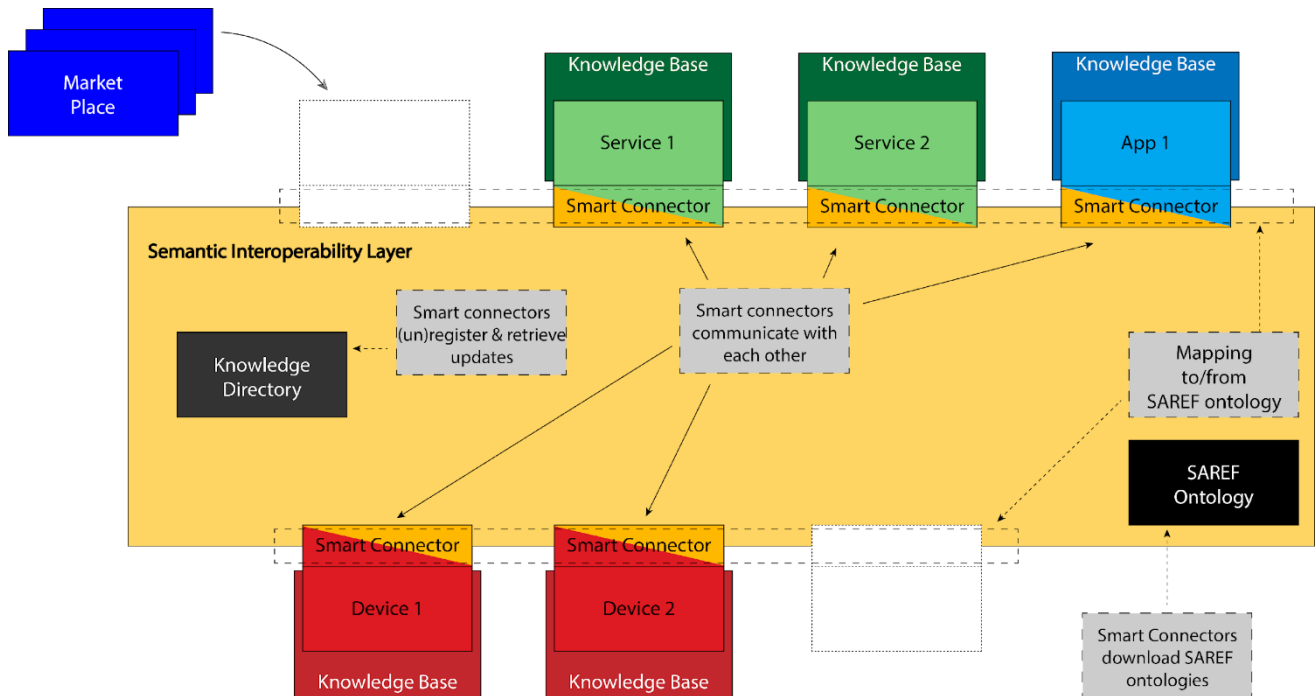 Market
Place
Knowledge Base
Service 1
Smart Connector
Knowledge Base
Service 2
Smart Connector
Knowledge Base
App 1
Smart Connector
Semantic Interoperability Layer
Smart connectors
(un)register & retrieve
updates
Knowledge
Directory
Smart connectors
communicate with
each other
Mapping
to/from
SAREF ontology
SAREF
Ontology
Smart Connector
Device 1
Knowledge Base
Smart Connector
Device 2
Knowledge Base
Smart Connectors
download SAREF
ontologies